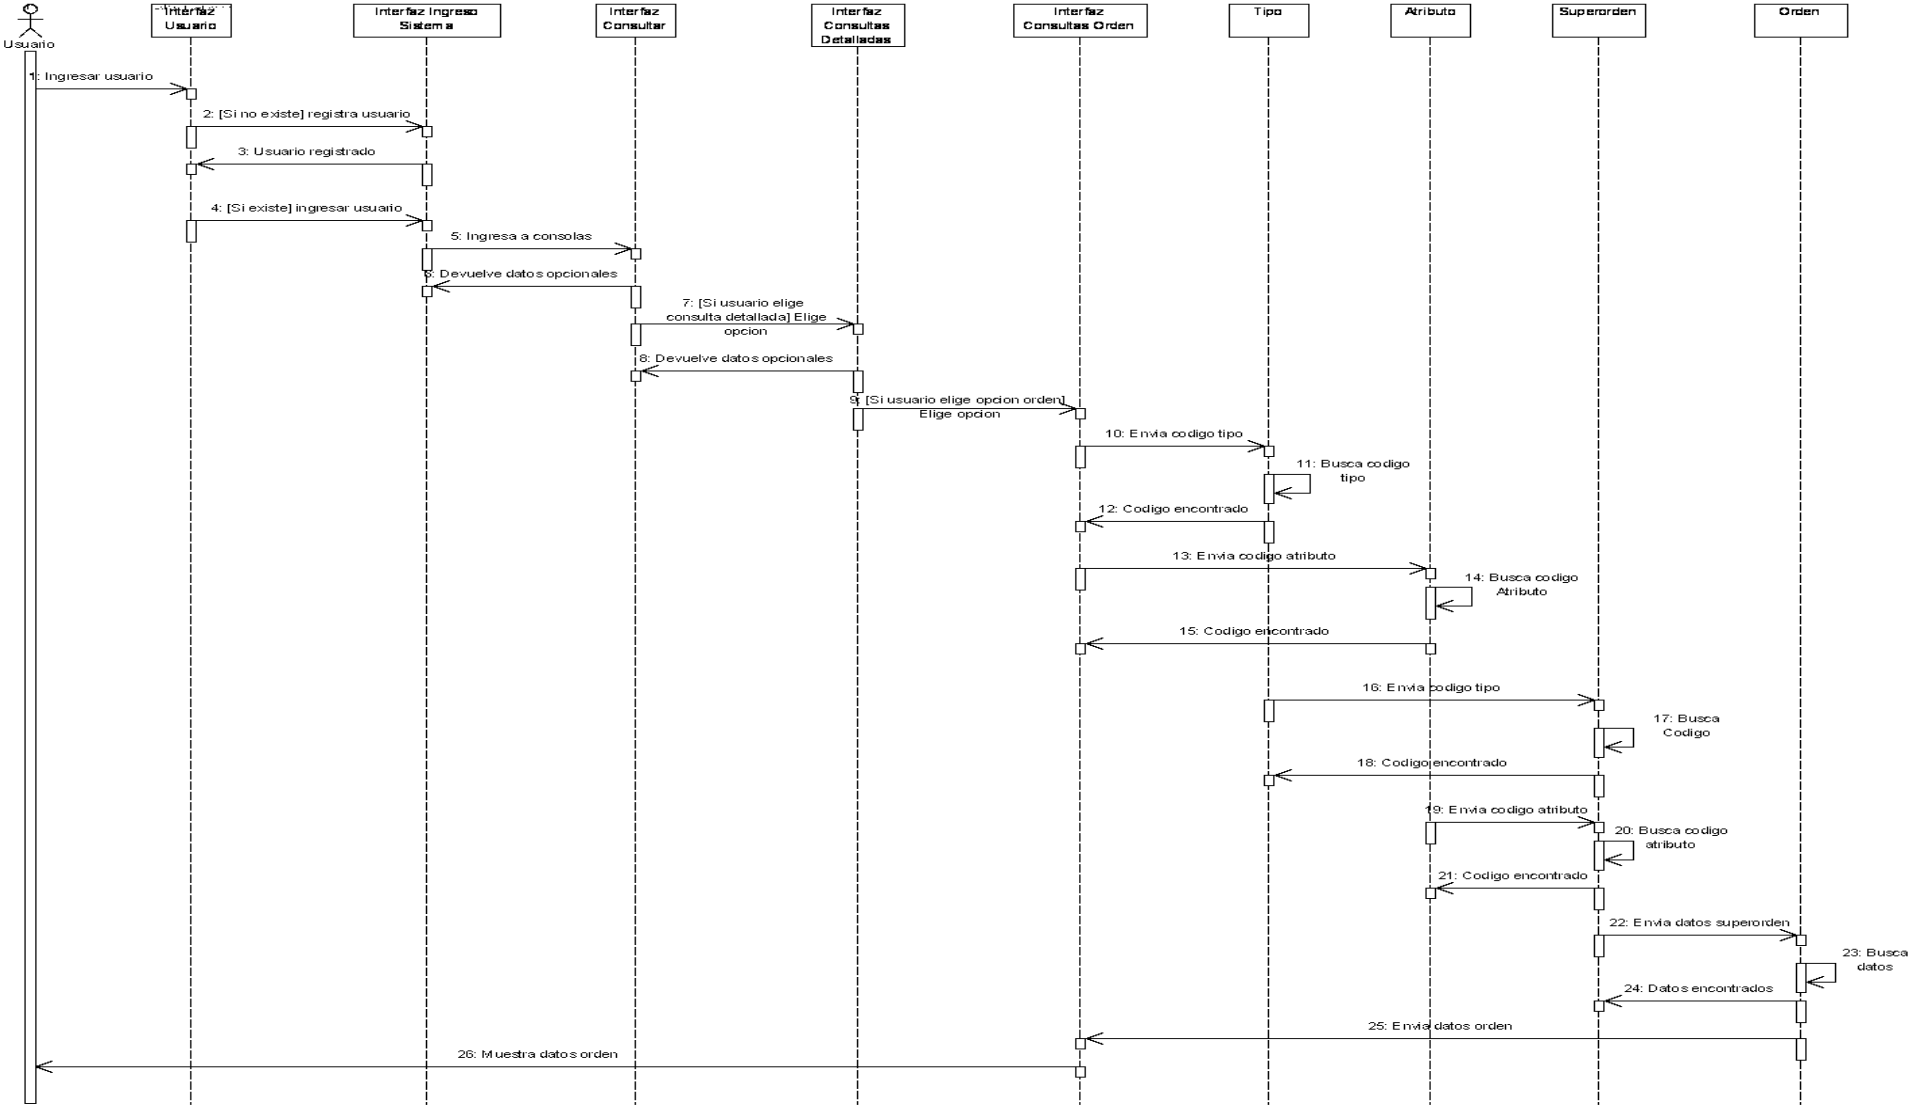 Usuario
Interfaz
Usuario
Interfaz Ingreso
Sistema
Interfaz
Consultar
Interfaz
Consultas
Detalladas
Interfaz
Consultas Orden
Tipo
Atributo
Superorden
Orden
1: Ingresar usuario
2: [Si no existe] registra usuario
3: Usuario registrado
4: [Si existe] ingresar usuario
5: Ingresa a consolas
6: Devuelve datos opcionales
7: [Si usuario elige
consulta detallada] Elige
opcion
8: Devuelve datos opcionales
9: [Si usuario elige opcion orden]
Elige opcion
10: Envia codigo tipo
11: Busca codigo
tipo
12: Codigo encontrado
13: Envia codigo atributo
14: Busca codigo
Atributo
15: Codigo encontrado
16: Envia codigo tipo
17: Busca
Codigo
18: Codigo encontrado
19: Envia codigo atributo
20: Busca codigo
atributo
21: Codigo encontrado
22: Envia datos superorden
23: Busca
datos
24: Datos encontrados
25: Envia datos orden
26: Muestra datos orden